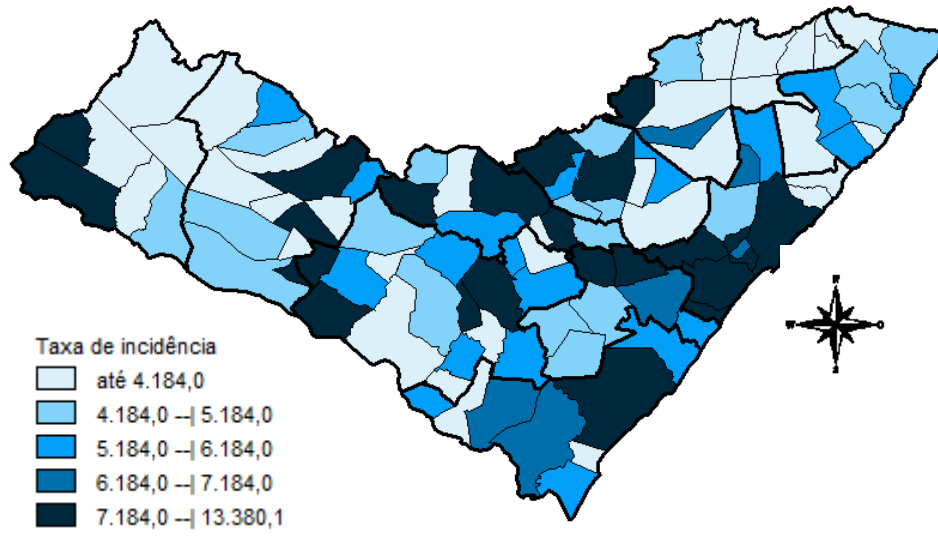 Taxa de incidência
até 4.184,0
4.184,0 --| 5.184,0
5.184,0 --| 6.184,0
6.184,0 --| 7.184,0
7.184,0 --| 13.380,1
W